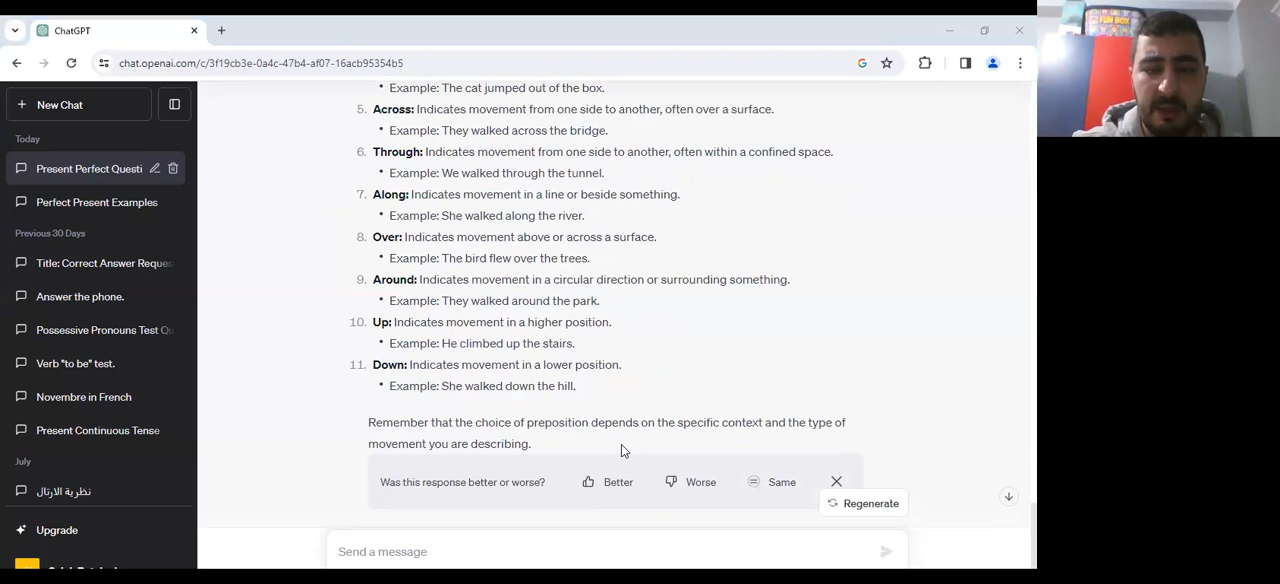 FUN BOX
ChatGPT
chat.openai.com/c/3f19cb3e-0a4c-47b4-af07-16acb95354b5
New Chat
Today
Present Perfect Questi
Perfect Present Examples
Previous 30 Days
Title: Correct Answer Reques
Answer the phone.
Possessive Pronouns Test Qu
Verb "to be" test.
Novembre in French
Present Continuous Tense
July
نظرية الارتال
Upgrade
• Example: The cat jumped out of the box.
5. Across: Indicates movement from one side to another, often over a surface.
• Example: They walked across the bridge.
6. Through: Indicates movement from one side to another, often within a confined space.
• Example: We walked through the tunnel.
7. Along: Indicates movement in a line or beside something.
• Example: She walked along the river.
8. Over: Indicates movement above or across a surface.
• Example: The bird flew over the trees.
9. Around: Indicates movement in a circular direction or surrounding something.
• Example: They walked around the park.
10. Up: Indicates movement in a higher position.
• Example: He climbed up the stairs.
11. Down: Indicates movement in a lower position.
• Example: She walked down the hill.
Remember that the choice of preposition depends on the specific context and the type of
movement you are describing.
Was this response better or worse? Better Worse Same
Regenerate
Send a message